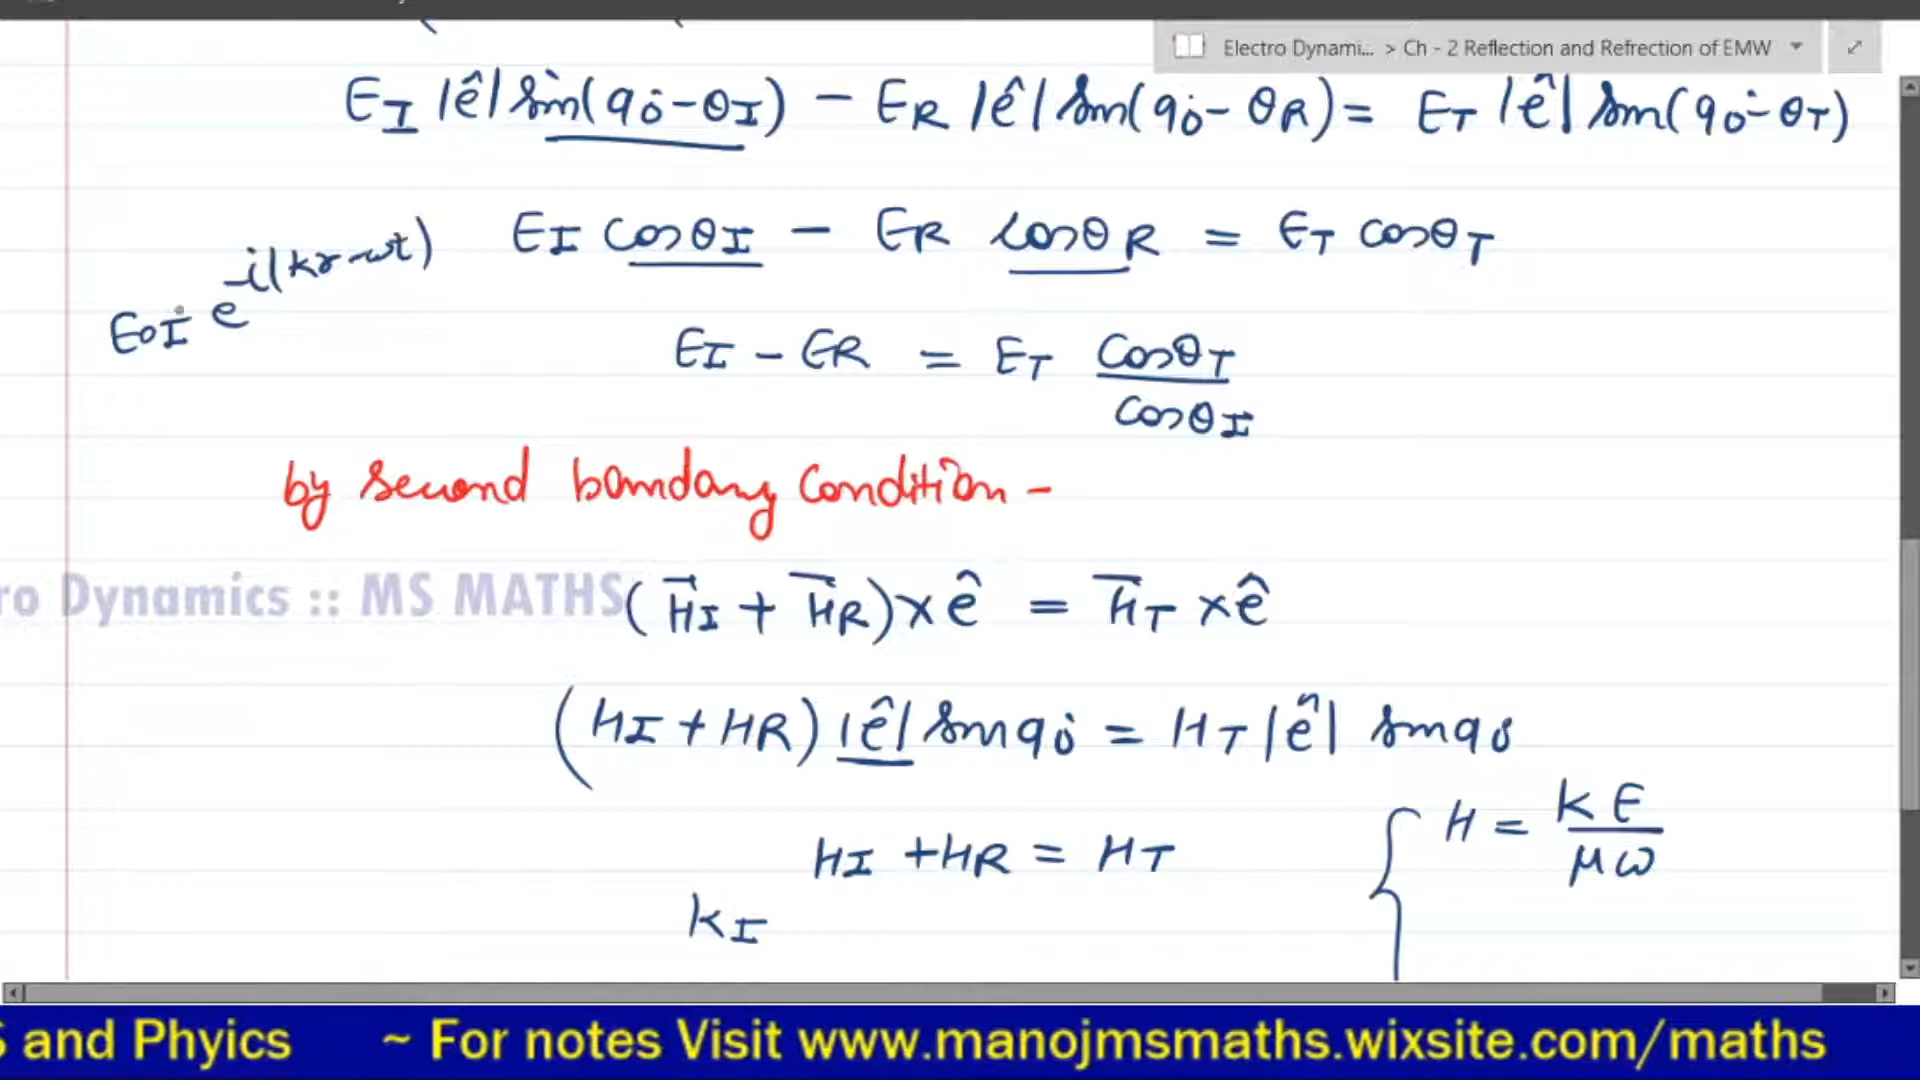 Electro Dynami... > Ch - 2 Reflection and Refrection of EMW
E_I |ê| sin(90-θ_I) - E_R |ê| sin(90-θ_R) = E_T |ê| sin(90-θ_T)
E_I cosθ_I - E_R cosθ_R = E_T cosθ_T
E_{0I} e^{-i(kr-ωt)}
E_I - E_R = E_T cosθ_T / cosθ_I
by second boundary condition -
ro Dynamics :: MS MATHS
(H⃗_I + H⃗_R) × ê = H⃗_T × ê
(H_I + H_R) |ê| sin 90 = H_T |ê| sin 90
H_I + H_R = H_T
{ H = kE / μω
k_I
S and Phyics ~ For notes Visit www.manojmsmaths.wixsite.com/maths